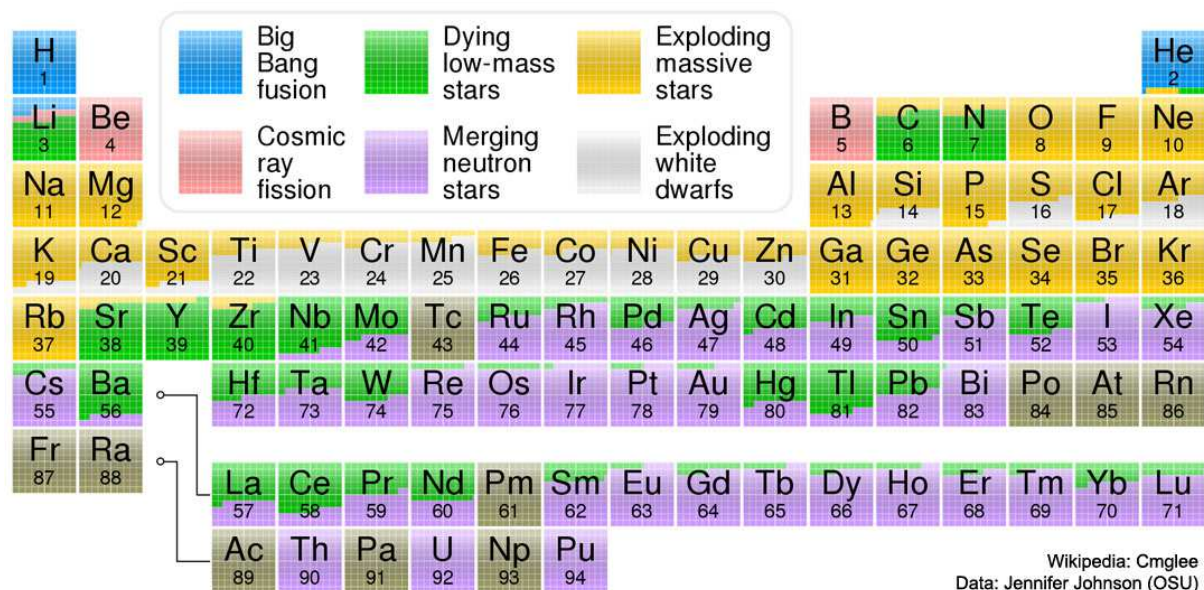 Big Bang fusion
Dying low-mass stars
Exploding massive stars
Cosmic ray fission
Merging neutron stars
Exploding white dwarfs
H He
1 2
Li Be B C N O F Ne
3 4 5 6 7 8 9 10
Na Mg Al Si P S Cl Ar
11 12 13 14 15 16 17 18
K Ca Sc Ti V Cr Mn Fe Co Ni Cu Zn Ga Ge As Se Br Kr
19 20 21 22 23 24 25 26 27 28 29 30 31 32 33 34 35 36
Rb Sr Y Zr Nb Mo Tc Ru Rh Pd Ag Cd In Sn Sb Te I Xe
37 38 39 40 41 42 43 44 45 46 47 48 49 50 51 52 53 54
Cs Ba Hf Ta W Re Os Ir Pt Au Hg Tl Pb Bi Po At Rn
55 56 72 73 74 75 76 77 78 79 80 81 82 83 84 85 86
Fr Ra
87 88
La Ce Pr Nd Pm Sm Eu Gd Tb Dy Ho Er Tm Yb Lu
57 58 59 60 61 62 63 64 65 66 67 68 69 70 71
Ac Th Pa U Np Pu
89 90 91 92 93 94
Wikipedia: Cmglee
Data: Jennifer Johnson (OSU)